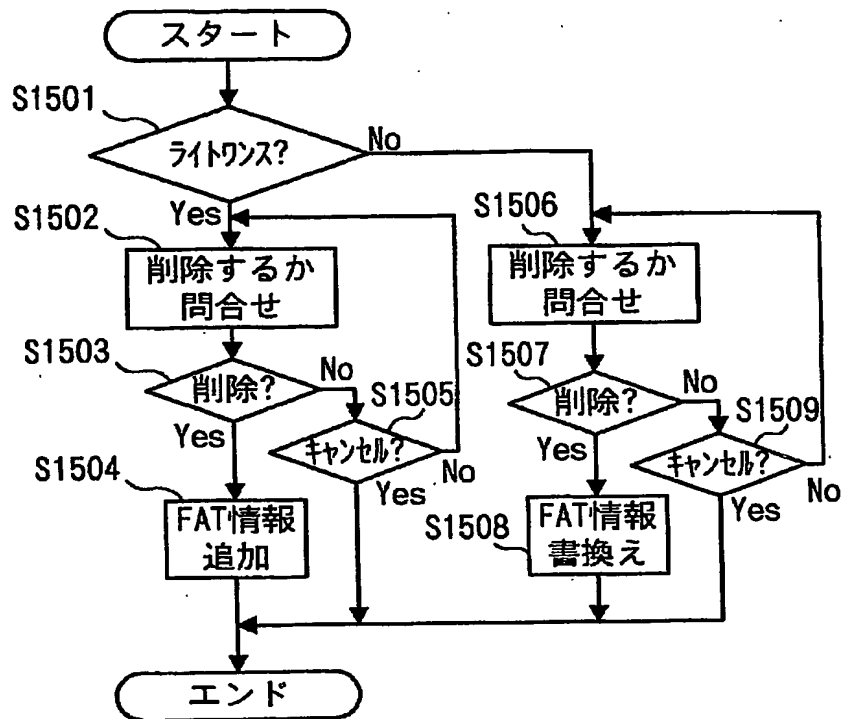 スタート
S1501
ライトワンス?
No
Yes
S1502
削除するか
問合せ
S1503
削除?
No
Yes
S1505
キャンセル?
No
Yes
S1504
FAT情報
追加
S1506
削除するか
問合せ
S1507
削除?
No
Yes
S1509
キャンセル?
No
Yes
S1508
FAT情報
書換え
エンド